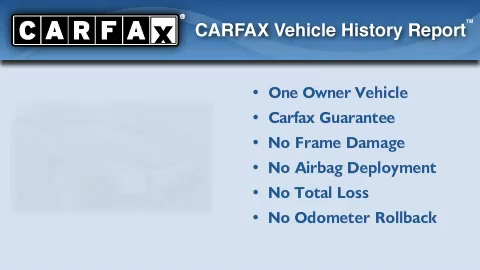 CARFAX® CARFAX Vehicle History Report™
• One Owner Vehicle
• Carfax Guarantee
• No Frame Damage
• No Airbag Deployment
• No Total Loss
• No Odometer Rollback